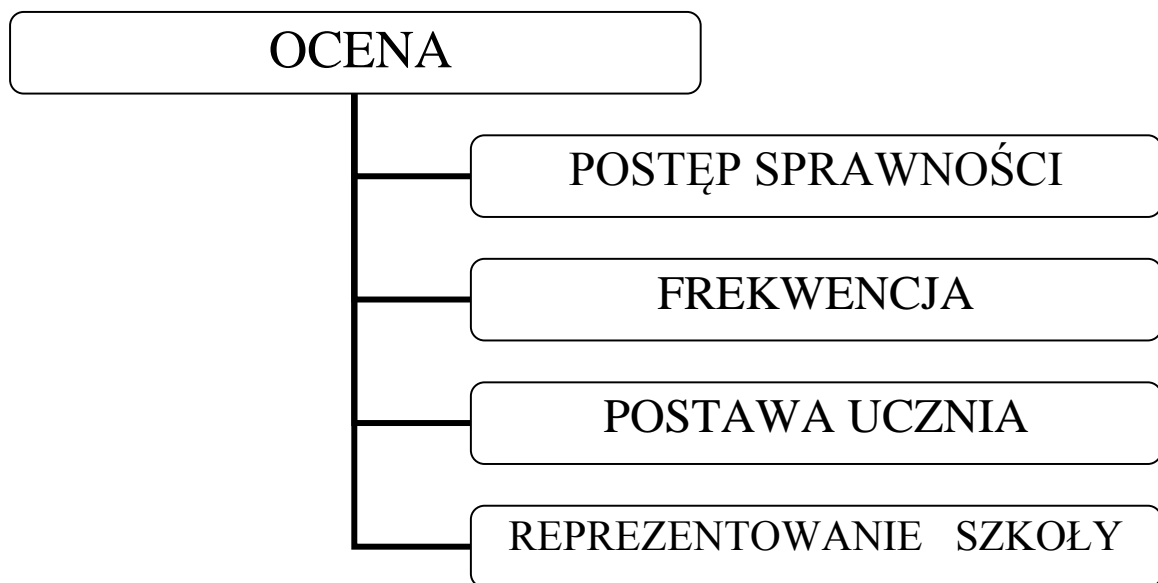 OCENA
POSTĘP SPRAWNOŚCI
FREKWENCJA
POSTAWA UCZNIA
REPREZENTOWANIE SZKOŁY